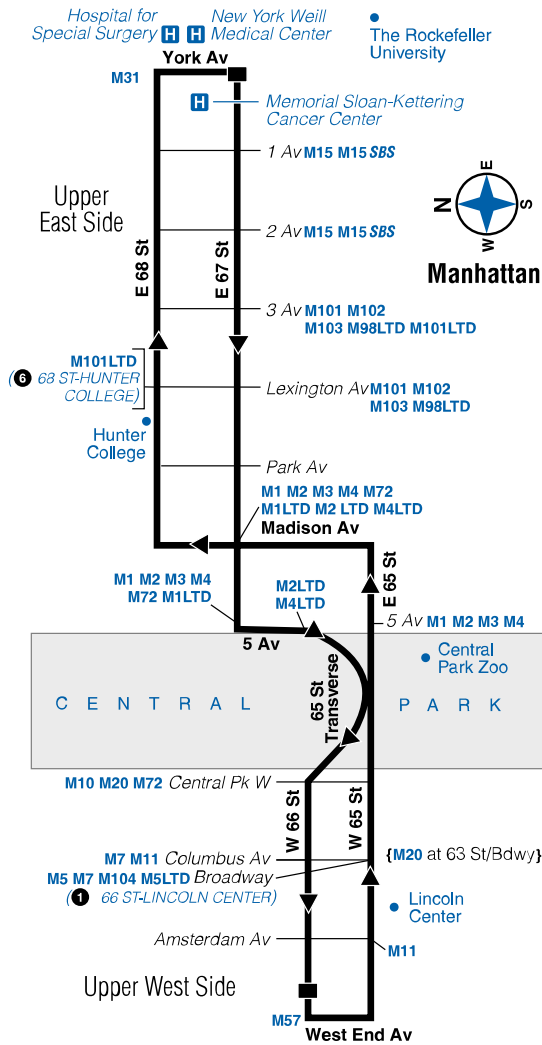 Hospital for
Special Surgery H
H New York Weill
Medical Center
The Rockefeller
University
York Av
M31
H Memorial Sloan-Kettering
Cancer Center
1 Av M15 M15 SBS
Upper
East Side
E
N S
W
Manhattan
2 Av M15 M15 SBS
E 68 St
E 67 St
3 Av M101 M102
M103 M98LTD M101LTD
M101LTD
(6 68 ST-HUNTER
COLLEGE)
Lexington Av M101 M102
M103 M98LTD
Hunter
College
Park Av
M1 M2 M3 M4 M72
M1LTD M2 LTD M4LTD
Madison Av
E 65 St
M1 M2 M3 M4
M72 M1LTD
M2LTD
M4LTD
5 Av M1 M2 M3 M4
5 Av
Central
Park Zoo
65 St
Transverse
CENTRAL PARK
M10 M20 M72 Central Pk W
W 66 St
W 65 St
M7 M11 Columbus Av
{M20 at 63 St/Bdwy}
M5 M7 M104 M5LTD Broadway
(1 66 ST-LINCOLN CENTER)
Lincoln
Center
Amsterdam Av
M11
Upper West Side
M57
West End Av